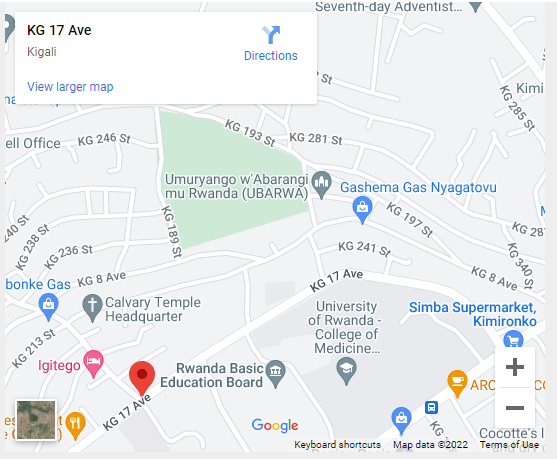 Seventh-day Adventist...
KG 17 Ave
Kigali
Directions
View larger map
Kimi
KG 285 St
ell Office
KG 246 St
KG 193 St
KG 281 St
Umuryango w'Abarangi
mu Rwanda (UBARWA)
Gashema Gas Nyagatovu
KG 189 St
KG 197 St
KG 287
240 St
KG 238 St
KG 236 St
KG 241 St
KG 340 St
KG 8 Ave
KG 17 Ave
KG 8 Ave
bonke Gas
Calvary Temple
Headquarter
University
of Rwanda -
College of
Medicine...
Simba Supermarket,
Kimironko
KG 213 St
Igitego
Rwanda Basic
Education Board
KG 17 Ave
ARO
CO
Google
Cocotte's l
Keyboard shortcuts
Map data ©2022
Terms of Use